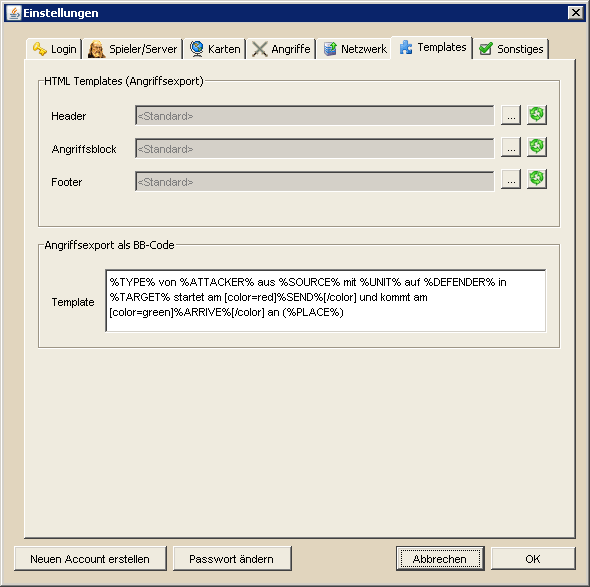 Einstellungen
Login Spieler/Server Karten Angriffe Netzwerk Templates Sonstiges
HTML Templates (Angriffsexport)
Header <Standard> ...
Angriffsblock <Standard> ...
Footer <Standard> ...
Angriffsexport als BB-Code
%TYPE% von %ATTACKER% aus %SOURCE% mit %UNIT% auf %DEFENDER% in
Template %TARGET% startet am [color=red]%SEND%[/color] und kommt am
[color=green]%ARRIVE%[/color] an (%PLACE%)
Neuen Account erstellen Passwort ändern Abbrechen OK